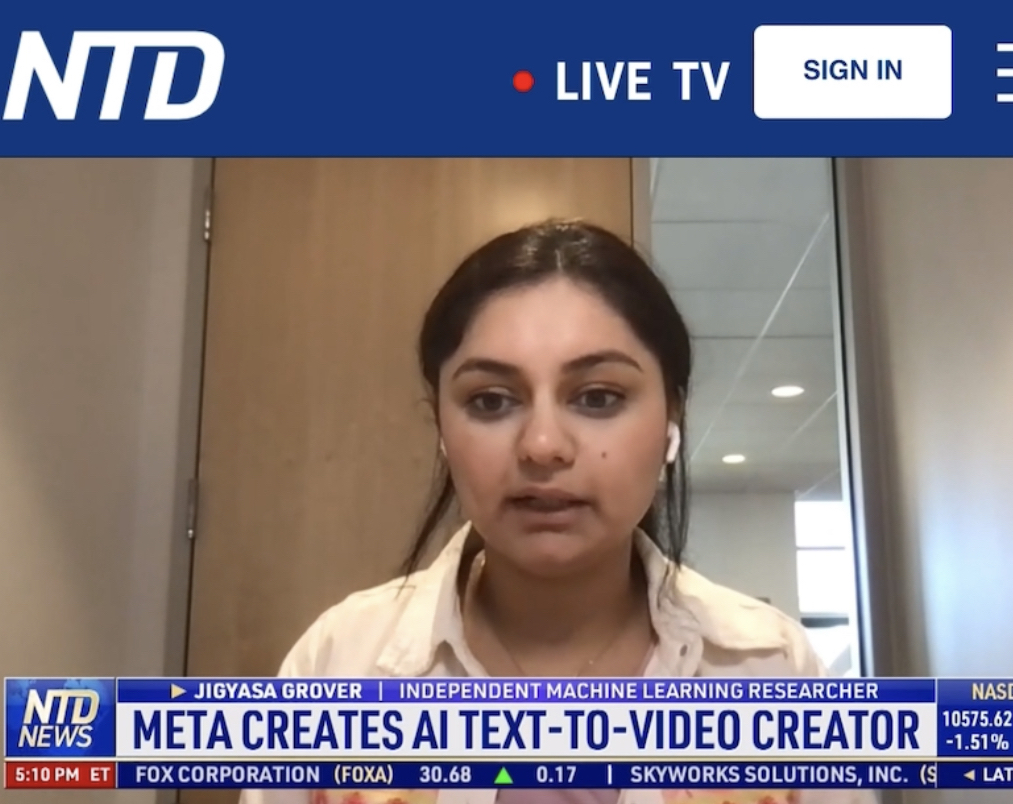 NTD
LIVE TV
SIGN IN
JIGYASA GROVER | INDEPENDENT MACHINE LEARNING RESEARCHER
NTD NEWS
META CREATES AI TEXT-TO-VIDEO CREATOR
NASD
10575.62
-1.51%
5:10 PM ET
FOX CORPORATION (FOXA) 30.68 ▲ 0.17 | SKYWORKS SOLUTIONS, INC. (S
LAT